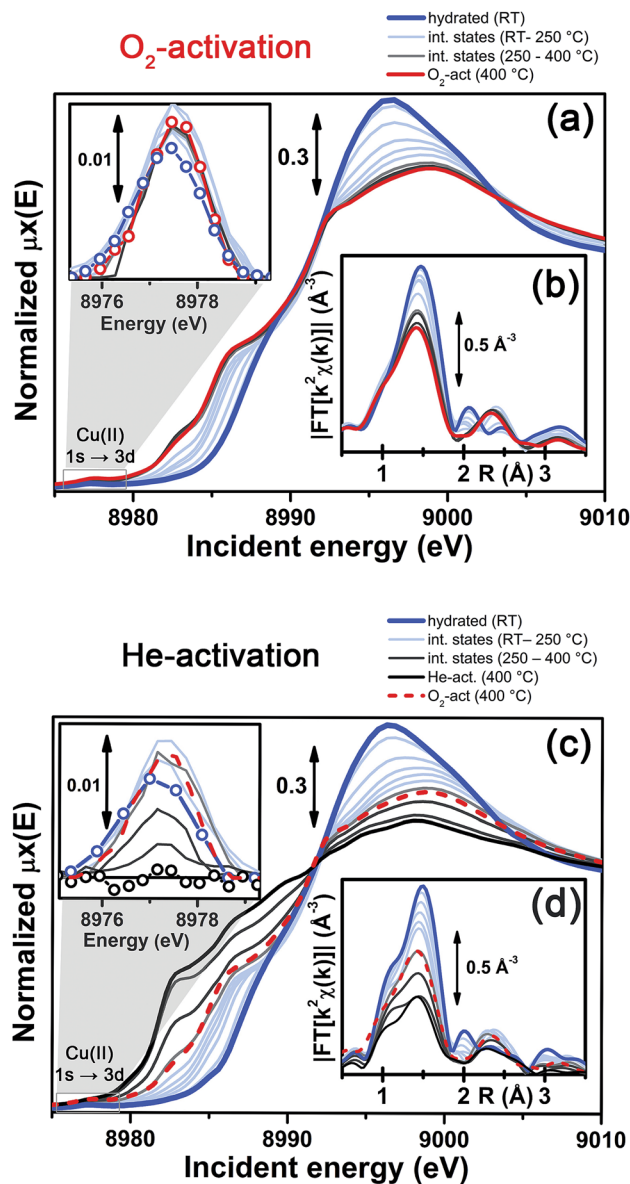 O₂-activation
hydrated (RT)
int. states (RT- 250 °C)
int. states (250 - 400 °C)
O₂-act (400 °C)
(a)
0.01
0.3
8976 8978
Energy (eV)
(b)
0.5 Å⁻³
|FT[k²χ(k)]| (Å⁻³)
1 2 R (Å) 3
Cu(II)
1s → 3d
Normalized μx(E)
8980 8990 9000 9010
Incident energy (eV)
He-activation
hydrated (RT)
int. states (RT– 250 °C)
int. states (250 – 400 °C)
He-act. (400 °C)
O₂-act (400 °C)
(c)
0.01
0.3
8976 8978
Energy (eV)
(d)
0.5 Å⁻³
|FT[k²χ(k)]| (Å⁻³)
1 2 R (Å) 3
Cu(II)
1s → 3d
Normalized μx(E)
8980 8990 9000 9010
Incident energy (eV)